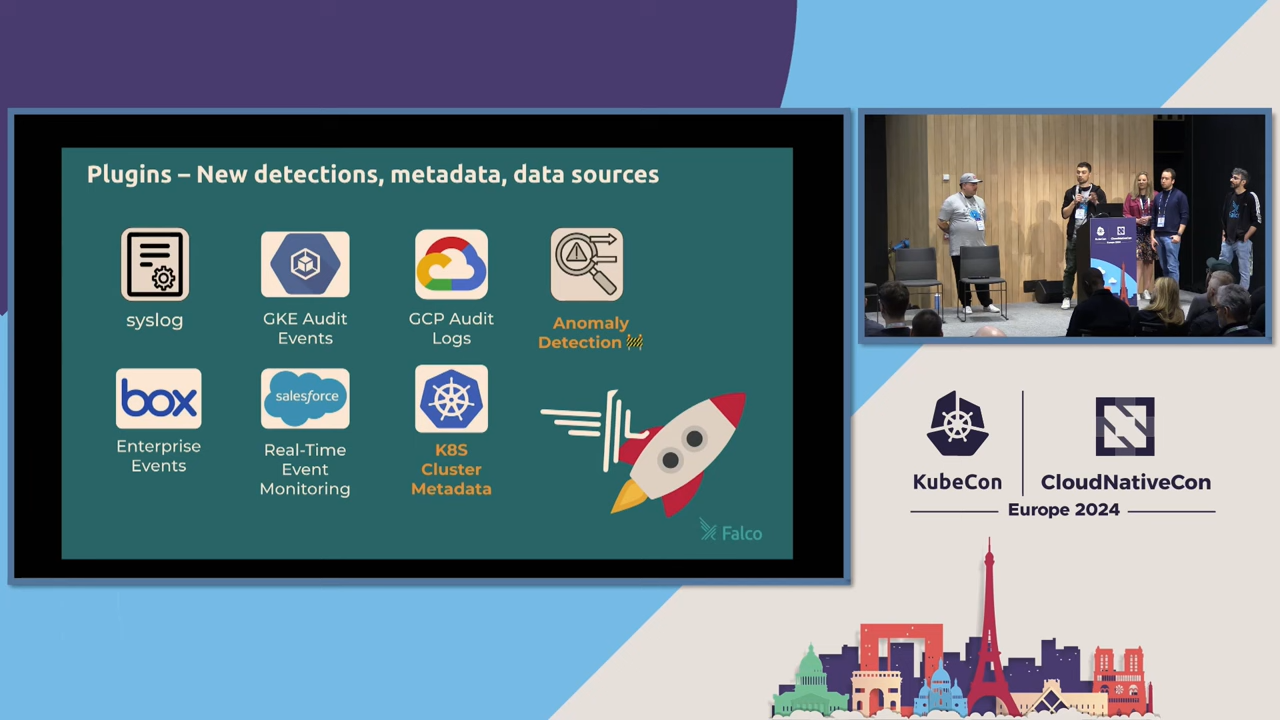 Plugins – New detections, metadata, data sources
syslog
GKE Audit
Events
GCP Audit
Logs
Anomaly
Detection 🚧
box
Enterprise
Events
salesforce
Real-Time
Event
Monitoring
K8S
Cluster
Metadata
Falco
KubeCon
CloudNativeCon
Europe 2024